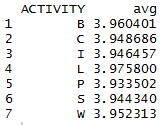 ACTIVITY avg
1 B 3.960401
2 C 3.948686
3 I 3.946457
4 L 3.975800
5 P 3.933502
6 S 3.944340
7 W 3.952313